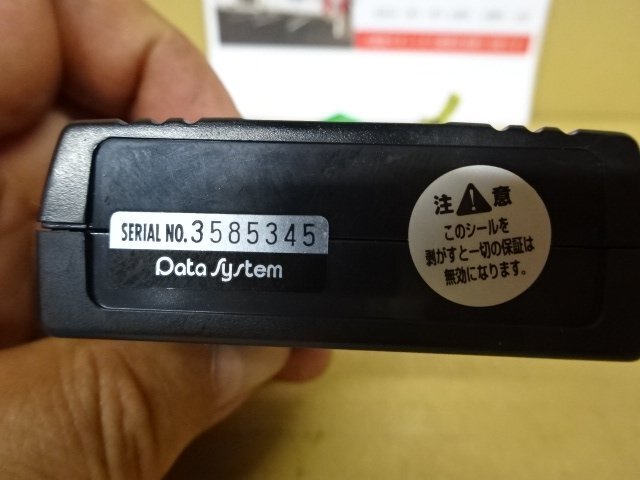 SERIAL NO. 3585345
Data System
注 意
このシールを
剥がすと一切の保証は
無効になります。